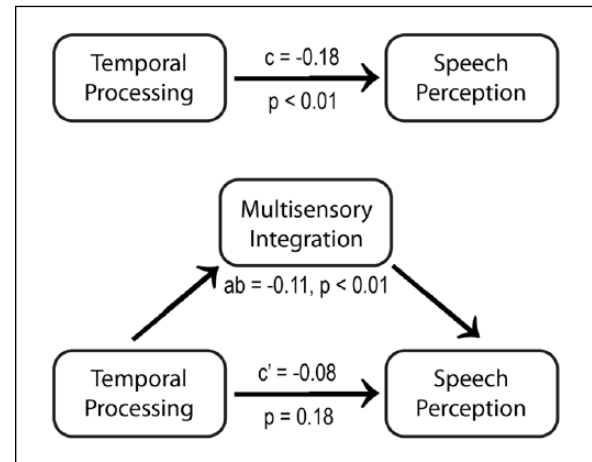 Temporal
Processing
c = -0.18
p < 0.01
Speech
Perception
Multisensory
Integration
ab = -0.11, p < 0.01
Temporal
Processing
c' = -0.08
p = 0.18
Speech
Perception